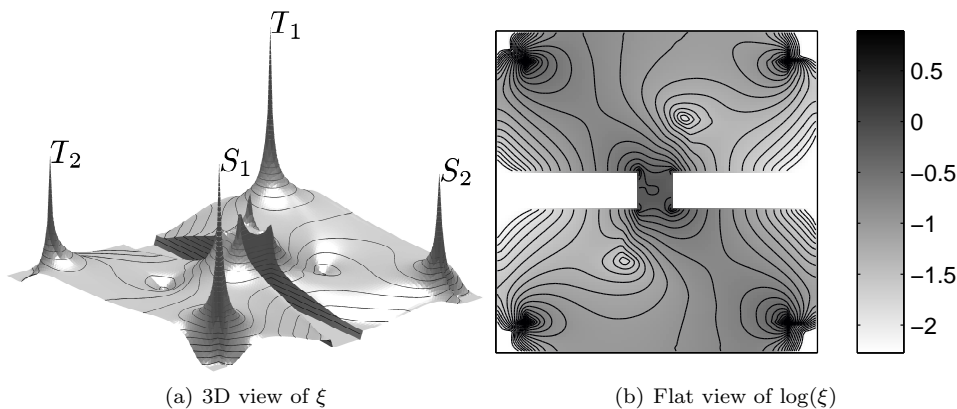 T₁
T₂
S₁
S₂
0.5
0
−0.5
−1
−1.5
−2
(a) 3D view of ξ
(b) Flat view of log(ξ)